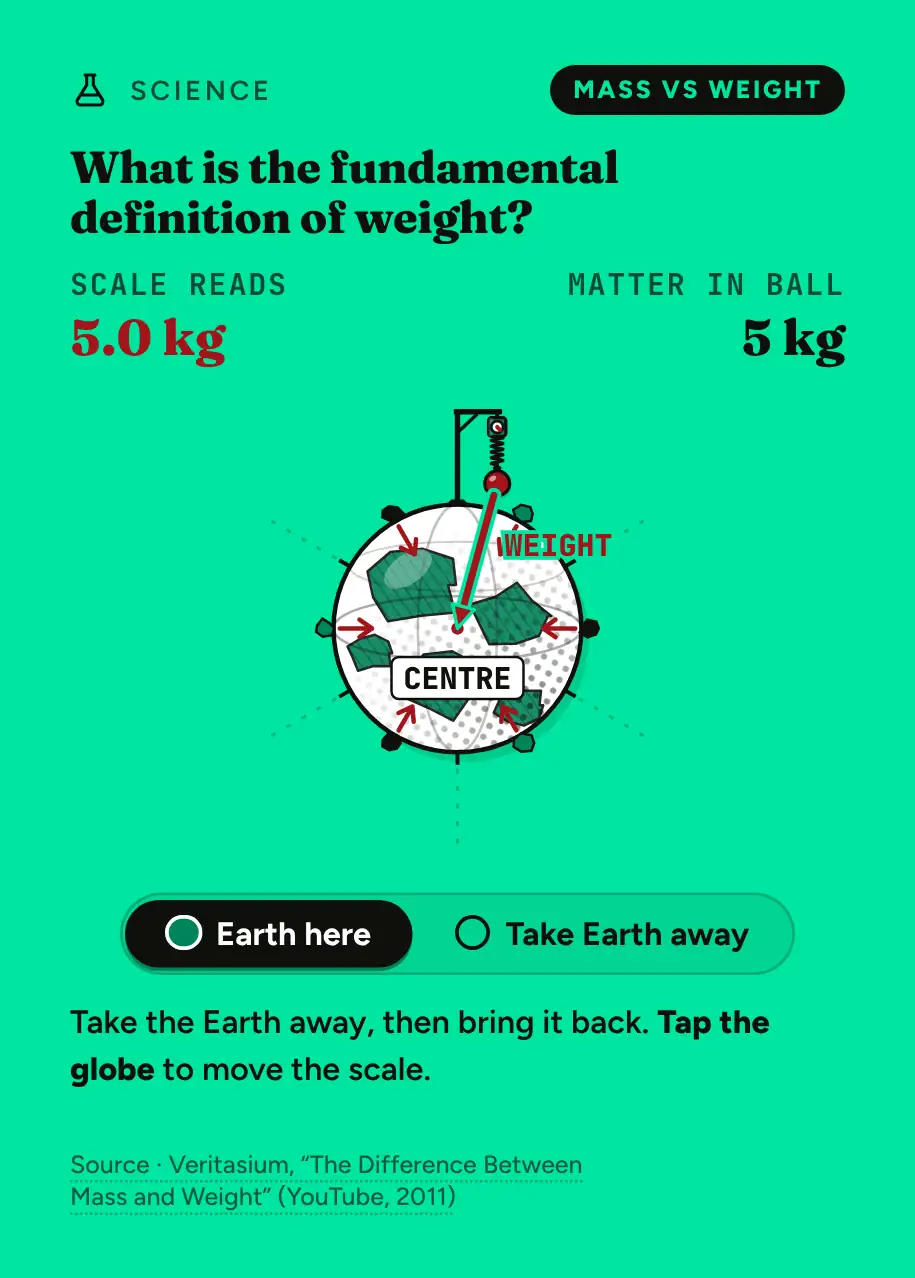 SCIENCE
MASS VS WEIGHT
What is the fundamental
definition of weight?
SCALE READS
MATTER IN BALL
5.0 kg
5 kg
WEIGHT
CENTRE
Earth here
Take Earth away
Take the Earth away, then bring it back. Tap the
globe to move the scale.
Source · Veritasium, “The Difference Between
Mass and Weight” (YouTube, 2011)